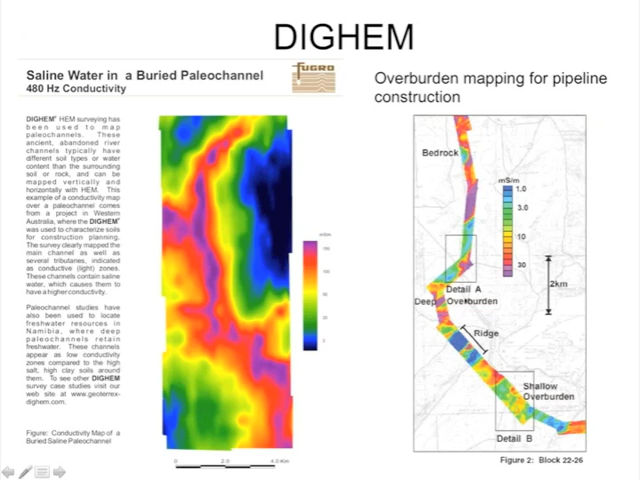 DIGHEM
Saline Water in a Buried Paleochannel
480 Hz Conductivity
FUGRO
DIGHEM HEM surveying has
been used to map
paleochannels. These
ancient, abandoned river
channels typically have
different soil types or water
content than the surrounding
soil or rock, and can be
mapped vertically and
horizontally with HEM. This
example of a conductivity map
over a paleochannel comes
from a project in Western
Australia, where the DIGHEM
was used to characterize soils
for construction planning.
The survey clearly mapped the
main channel as well as
several tributaries, indicated
as conductive (light) zones.
These channels contain saline
water, which causes them to
have a higher conductivity.
Paleochannel studies have
also been used to locate
freshwater resources in
Namibia, where deep
paleochannels retain
freshwater. These channels
appear as low conductivity
zones compared to the high
salt, high clay soils around
them. To see other DIGHEM
survey case studies visit our
web site at www.geoterrex-
dighem.com.
Figure: Conductivity Map of a
Buried Saline Paleochannel
0 2.0 4.0 Km
Overburden mapping for pipeline
construction
Bedrock
mS/m
1.0
3.0
10
30
2km
Detail A
Deep Overburden
Ridge
Shallow
Overburden
Detail B
Figure 2: Block 22-26